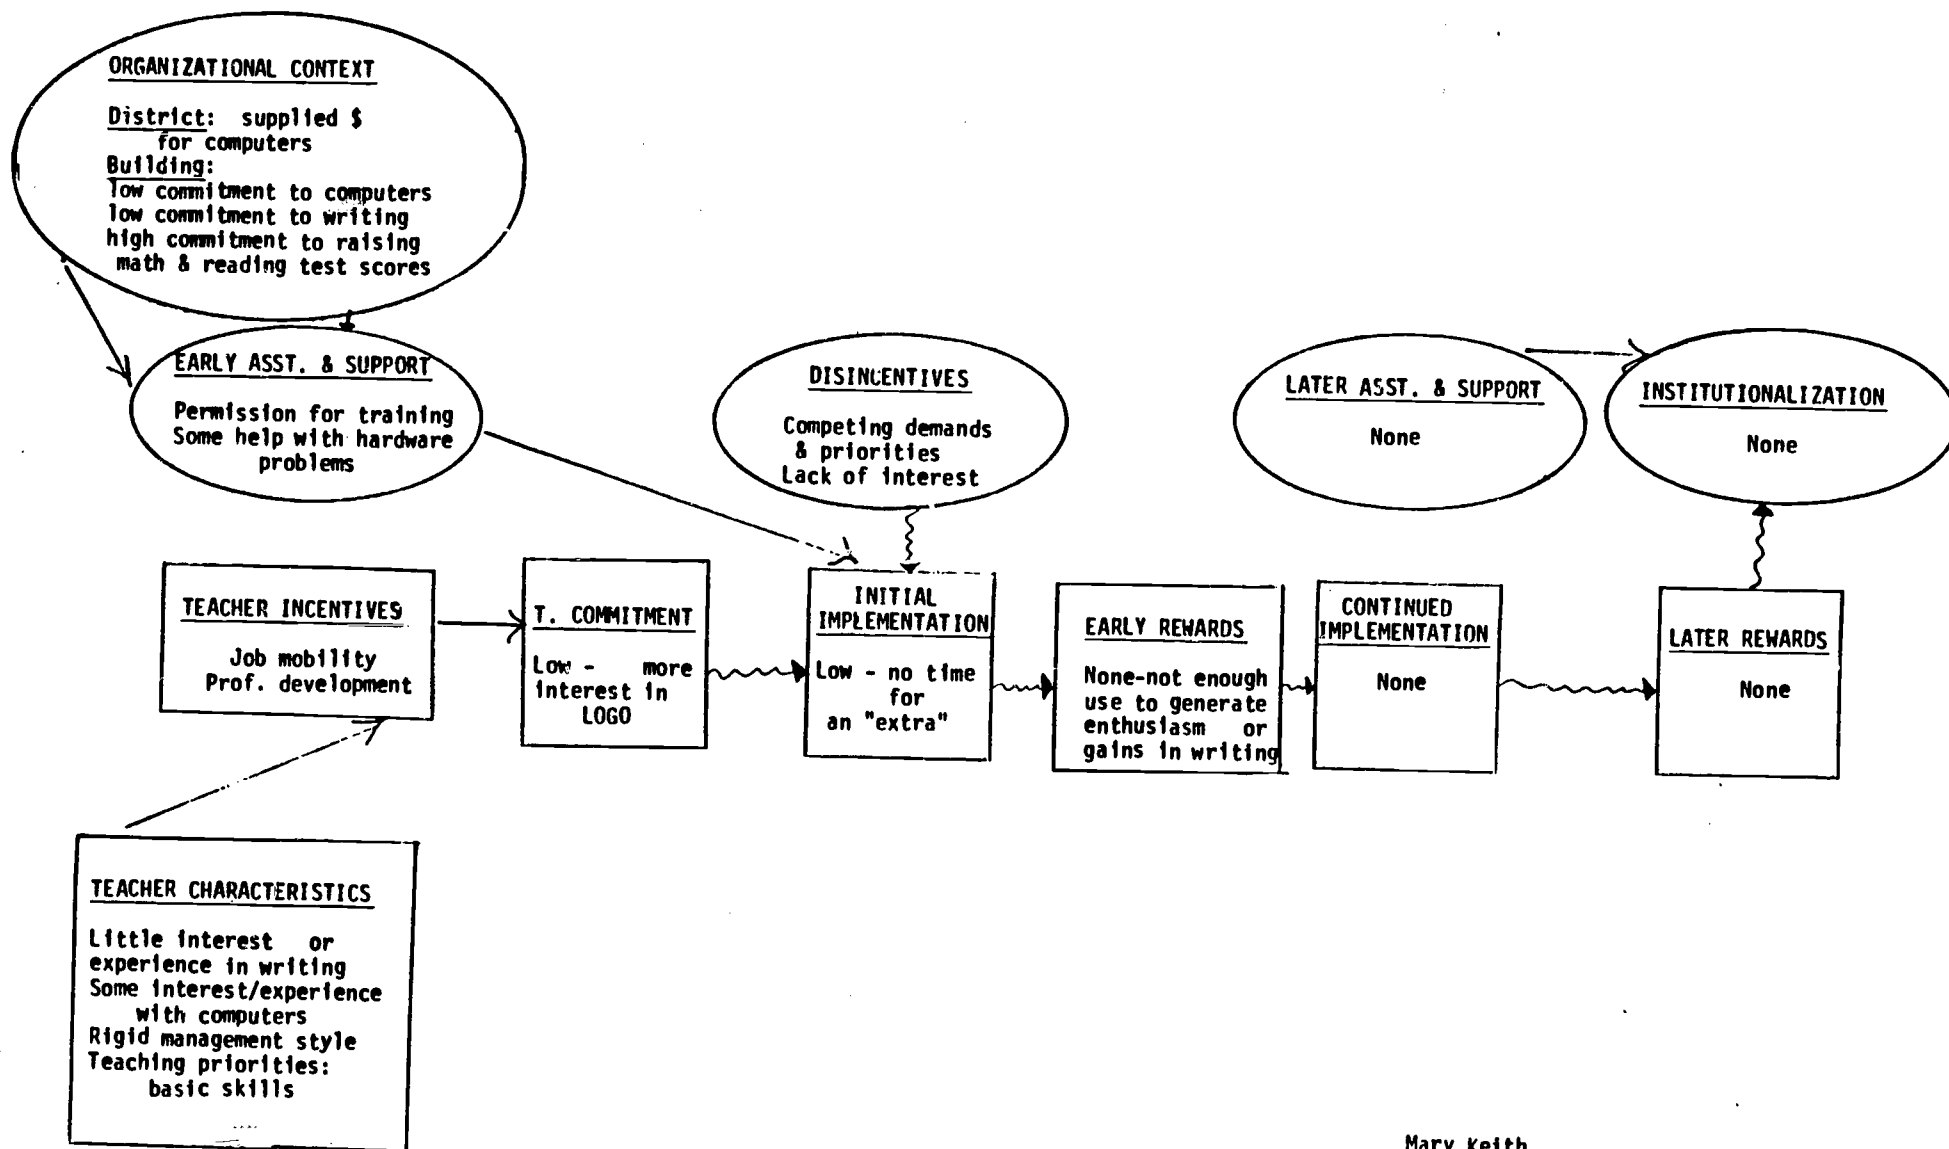 ORGANIZATIONAL CONTEXT
District: supplied $
for computers
Building:
low commitment to computers
low commitment to writing
high commitment to raising
math & reading test scores
EARLY ASST. & SUPPORT
Permission for training
Some help with hardware
problems
DISINCENTIVES
Competing demands
& priorities
Lack of interest
LATER ASST. & SUPPORT
None
INSTITUTIONALIZATION
None
TEACHER INCENTIVES
Job mobility
Prof. development
T. COMMITMENT
Low - more
interest in
LOGO
INITIAL
IMPLEMENTATION
Low - no time
for
an "extra"
EARLY REWARDS
None-not enough
use to generate
enthusiasm or
gains in writing
CONTINUED
IMPLEMENTATION
None
LATER REWARDS
None
TEACHER CHARACTERISTICS
Little interest or
experience in writing
Some interest/experience
with computers
Rigid management style
Teaching priorities:
basic skills
Mary Keith